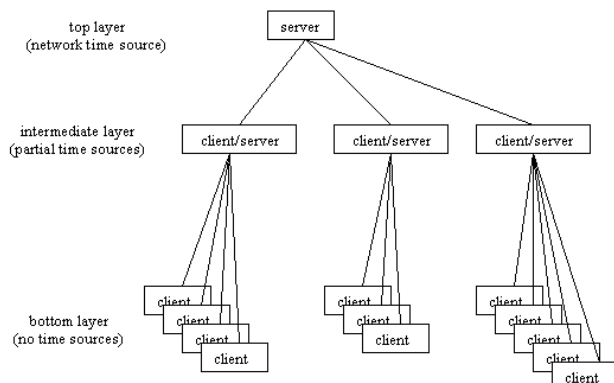 top layer
(network time source)
server
intermediate layer
(partial time sources)
client/server
client/server
client/server
bottom layer
(no time sources)
client
client
client
client
client
client
client
client
client
client
client
client